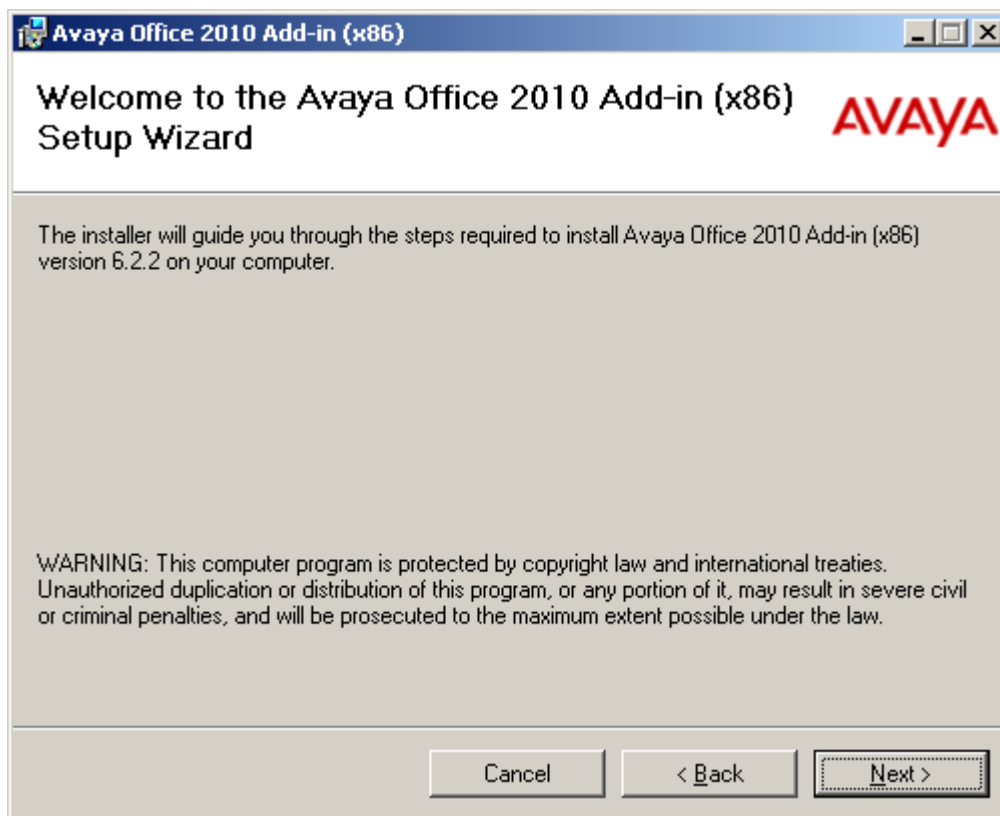 Avaya Office 2010 Add-in (x86)
Welcome to the Avaya Office 2010 Add-in (x86)
Setup Wizard
AVAYA
The installer will guide you through the steps required to install Avaya Office 2010 Add-in (x86)
version 6.2.2 on your computer.
WARNING: This computer program is protected by copyright law and international treaties.
Unauthorized duplication or distribution of this program, or any portion of it, may result in severe civil
or criminal penalties, and will be prosecuted to the maximum extent possible under the law.
Cancel
< Back
Next >